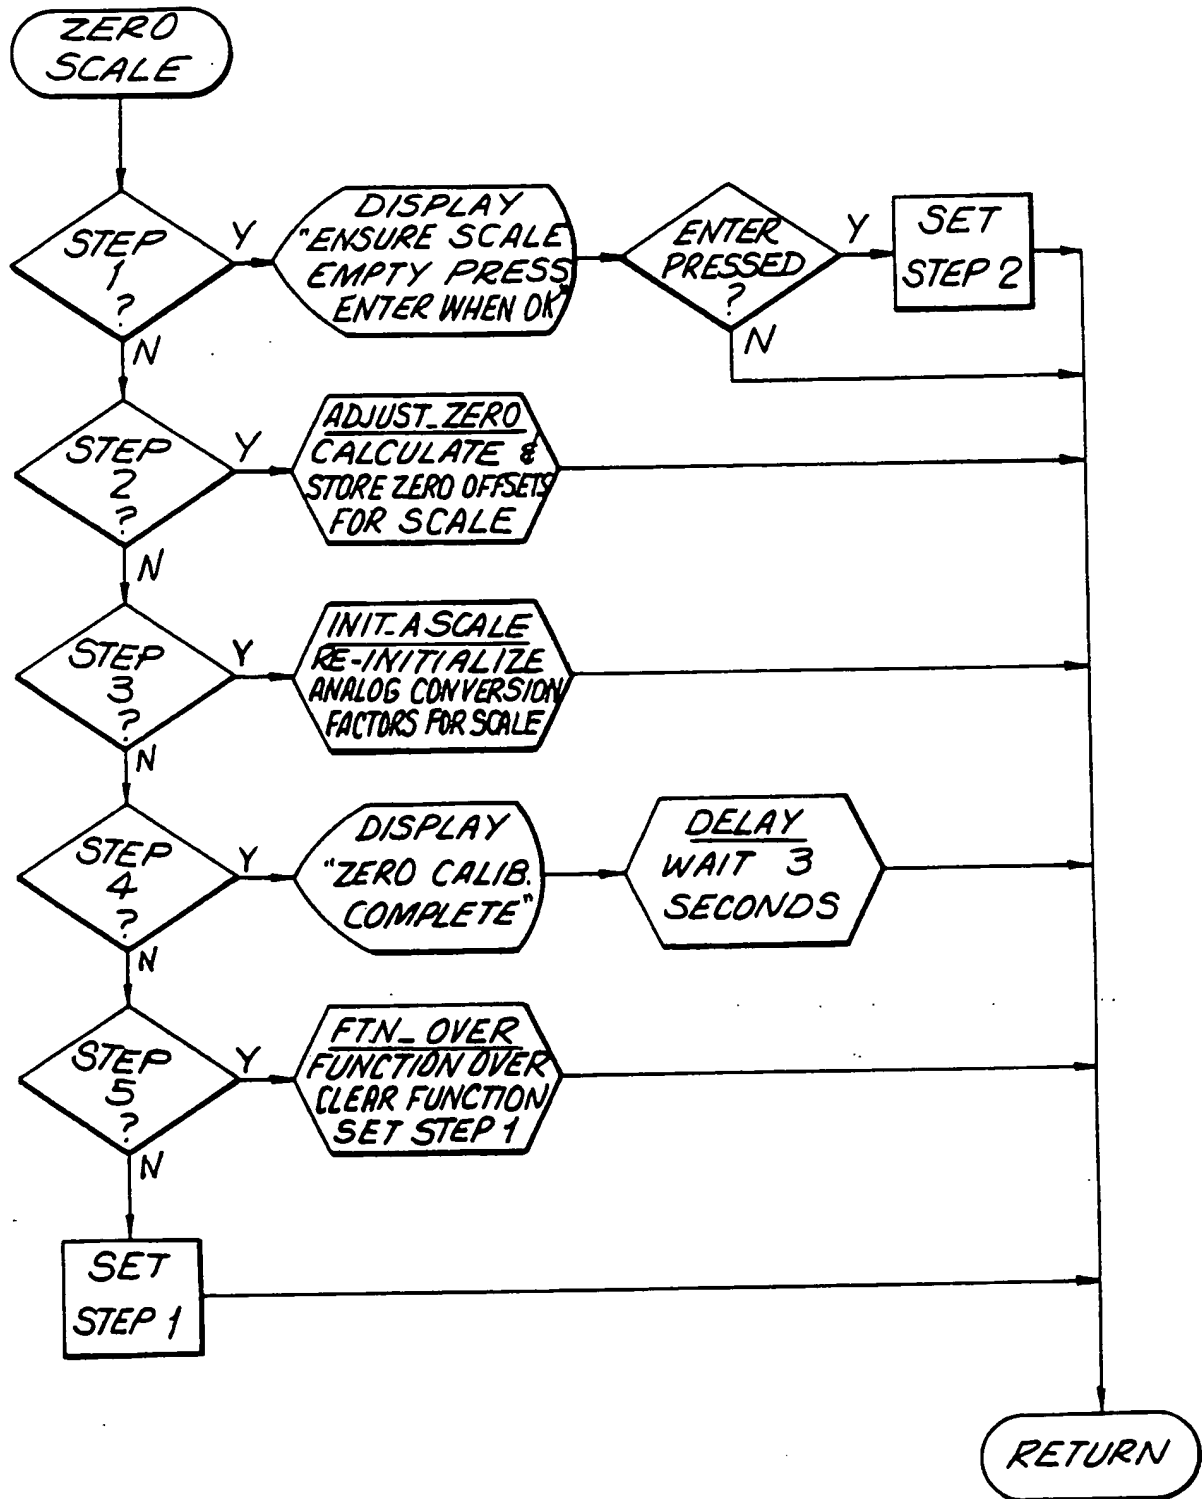 ZERO
SCALE
STEP
1
?
Y
N
DISPLAY
"ENSURE SCALE
EMPTY PRESS
ENTER WHEN OK"
ENTER
PRESSED
?
Y
N
SET
STEP 2
STEP
2
?
Y
N
ADJUST_ZERO
CALCULATE &
STORE ZERO OFFSETS
FOR SCALE
STEP
3
?
Y
N
INIT_ASCALE
RE-INITIALIZE
ANALOG CONVERSION
FACTORS FOR SCALE
STEP
4
?
Y
N
DISPLAY
"ZERO CALIB.
COMPLETE"
DELAY
WAIT 3
SECONDS
STEP
5
?
Y
N
FTN_OVER
FUNCTION OVER
CLEAR FUNCTION
SET STEP 1
SET
STEP 1
RETURN